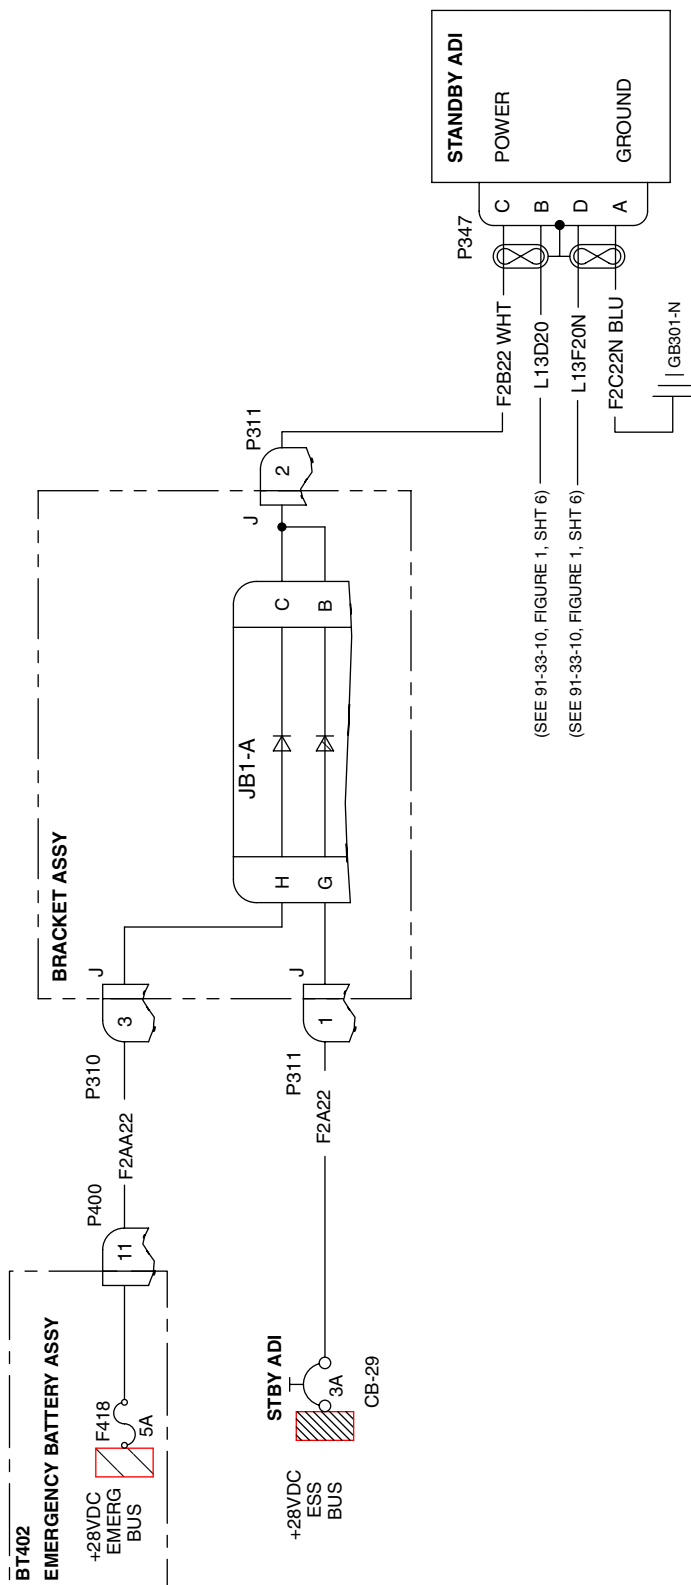 BT402
EMERGENCY BATTERY ASSY
+28VDC
EMERG
BUS
F418
5A
11
P400
F2AA22
P310
3
J
BRACKET ASSY
+28VDC
ESS
BUS
STBY ADI
3A
CB-29
F2A22
P311
1
J
H
G
JB1-A
C
B
J
2
P311
F2B22 WHT
(SEE 91-33-10, FIGURE 1, SHT 6)
L13D20
(SEE 91-33-10, FIGURE 1, SHT 6)
L13F20N
F2C22N BLU
GB301-N
P347
C
B
D
A
STANDBY ADI
POWER
GROUND